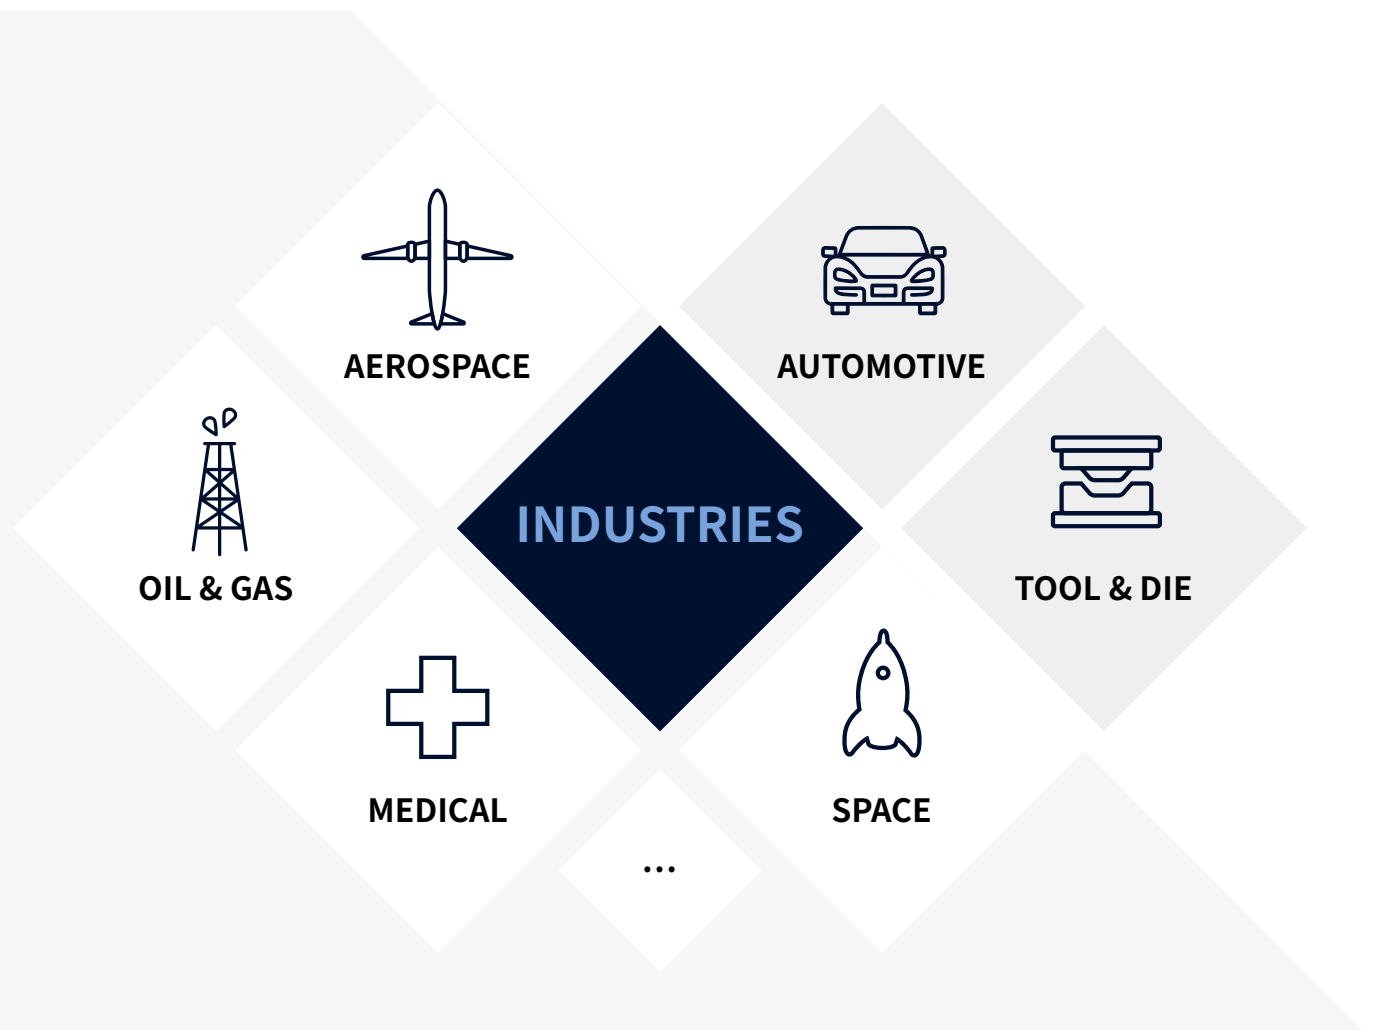 AEROSPACE
AUTOMOTIVE
INDUSTRIES
OIL & GAS
TOOL & DIE
MEDICAL
SPACE
...